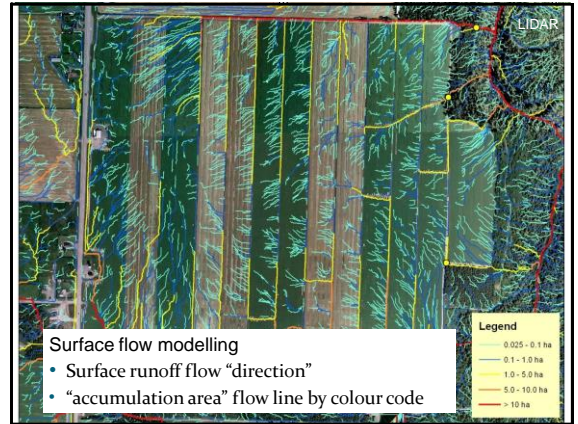 LIDAR
Surface flow modelling
• Surface runoff flow “direction”
• “accumulation area” flow line by colour code
Legend
0.025 - 0.1 ha
0.1 - 1.0 ha
1.0 - 5.0 ha
5.0 - 10.0 ha
> 10 ha